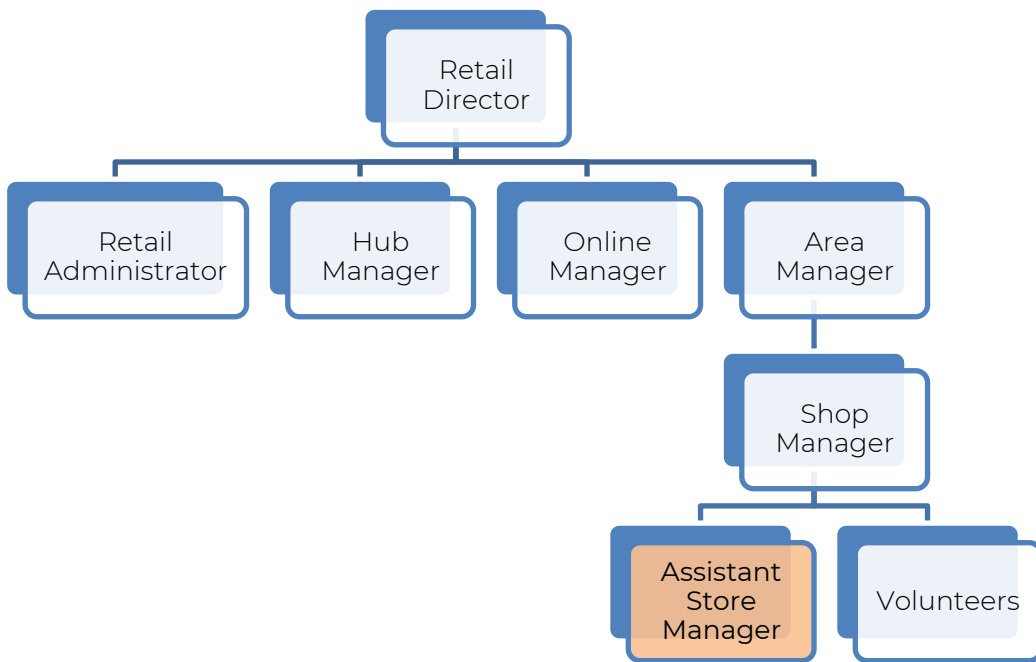 Retail
Director
Retail
Administrator
Hub
Manager
Online
Manager
Area
Manager
Shop
Manager
Assistant
Store
Manager
Volunteers